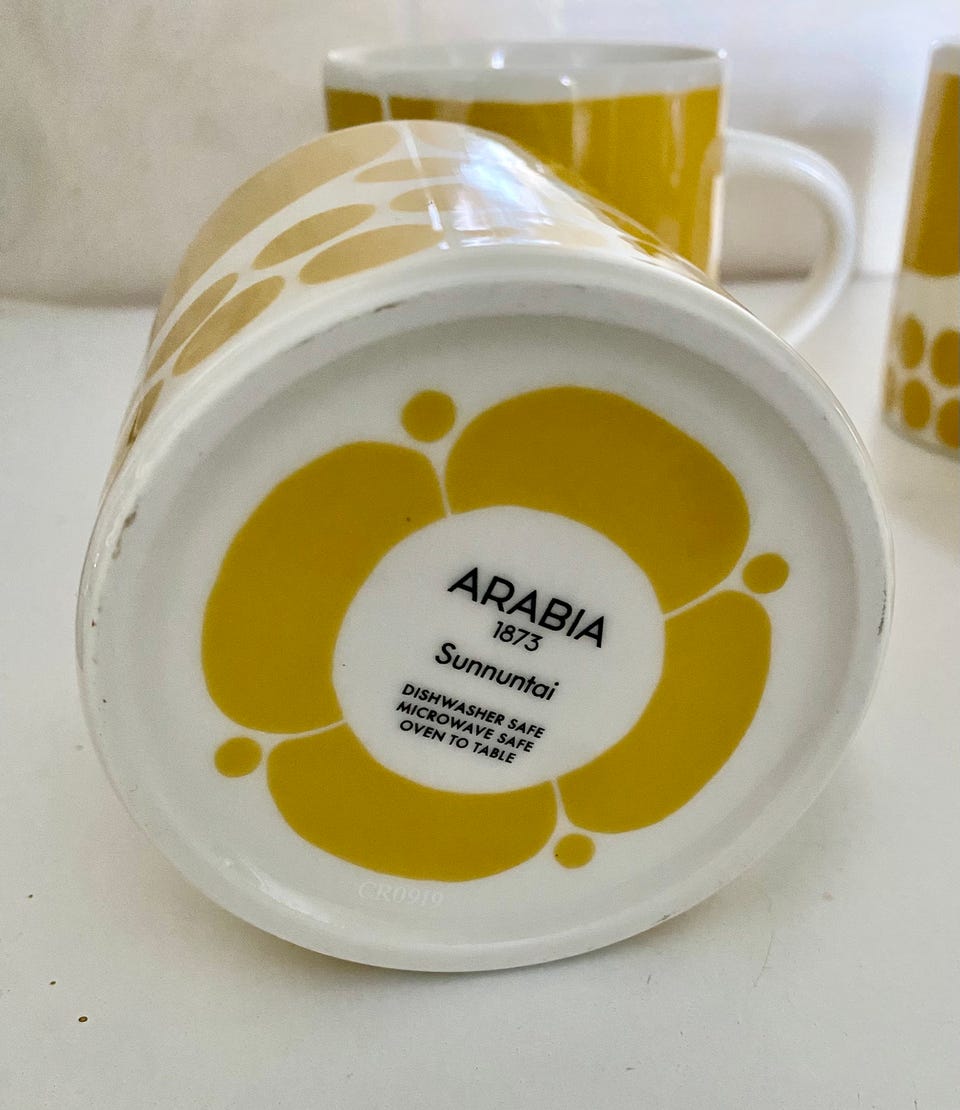 ARABIA
1873
Sunnuntai
DISHWASHER SAFE
MICROWAVE SAFE
OVEN TO TABLE
CR0919